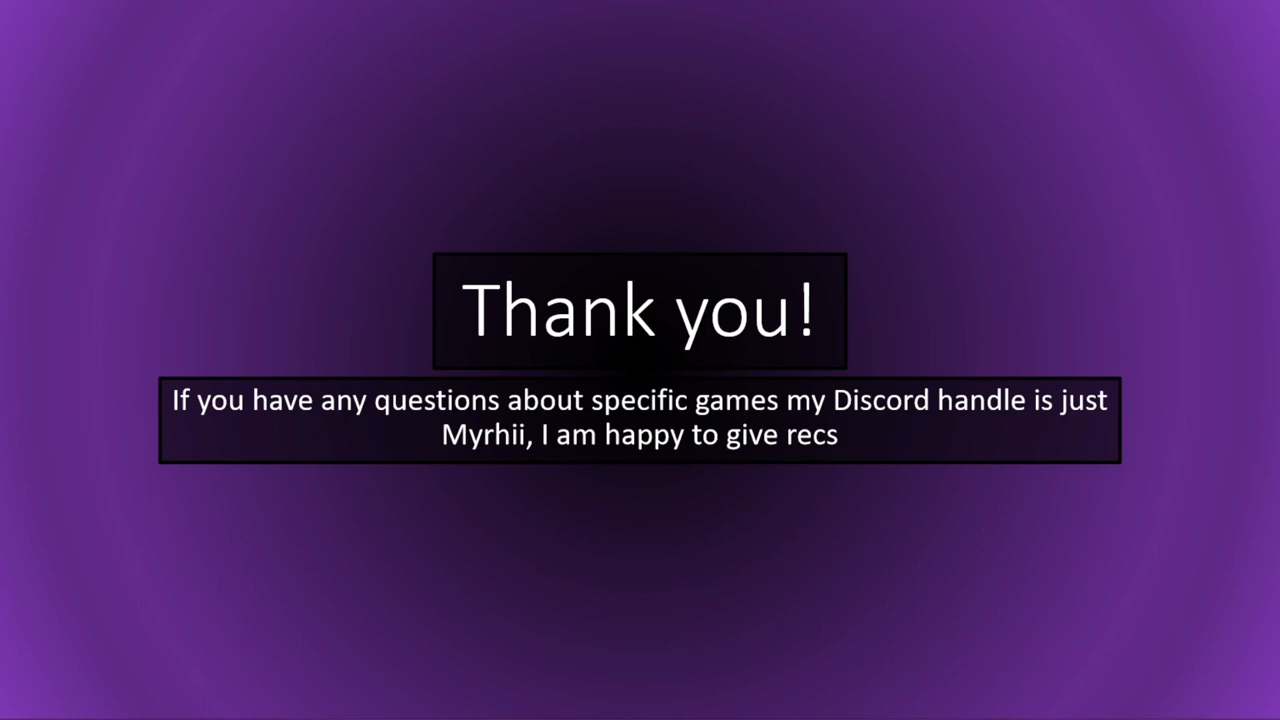 Thank you!
If you have any questions about specific games my Discord handle is just
Myrhii, I am happy to give recs